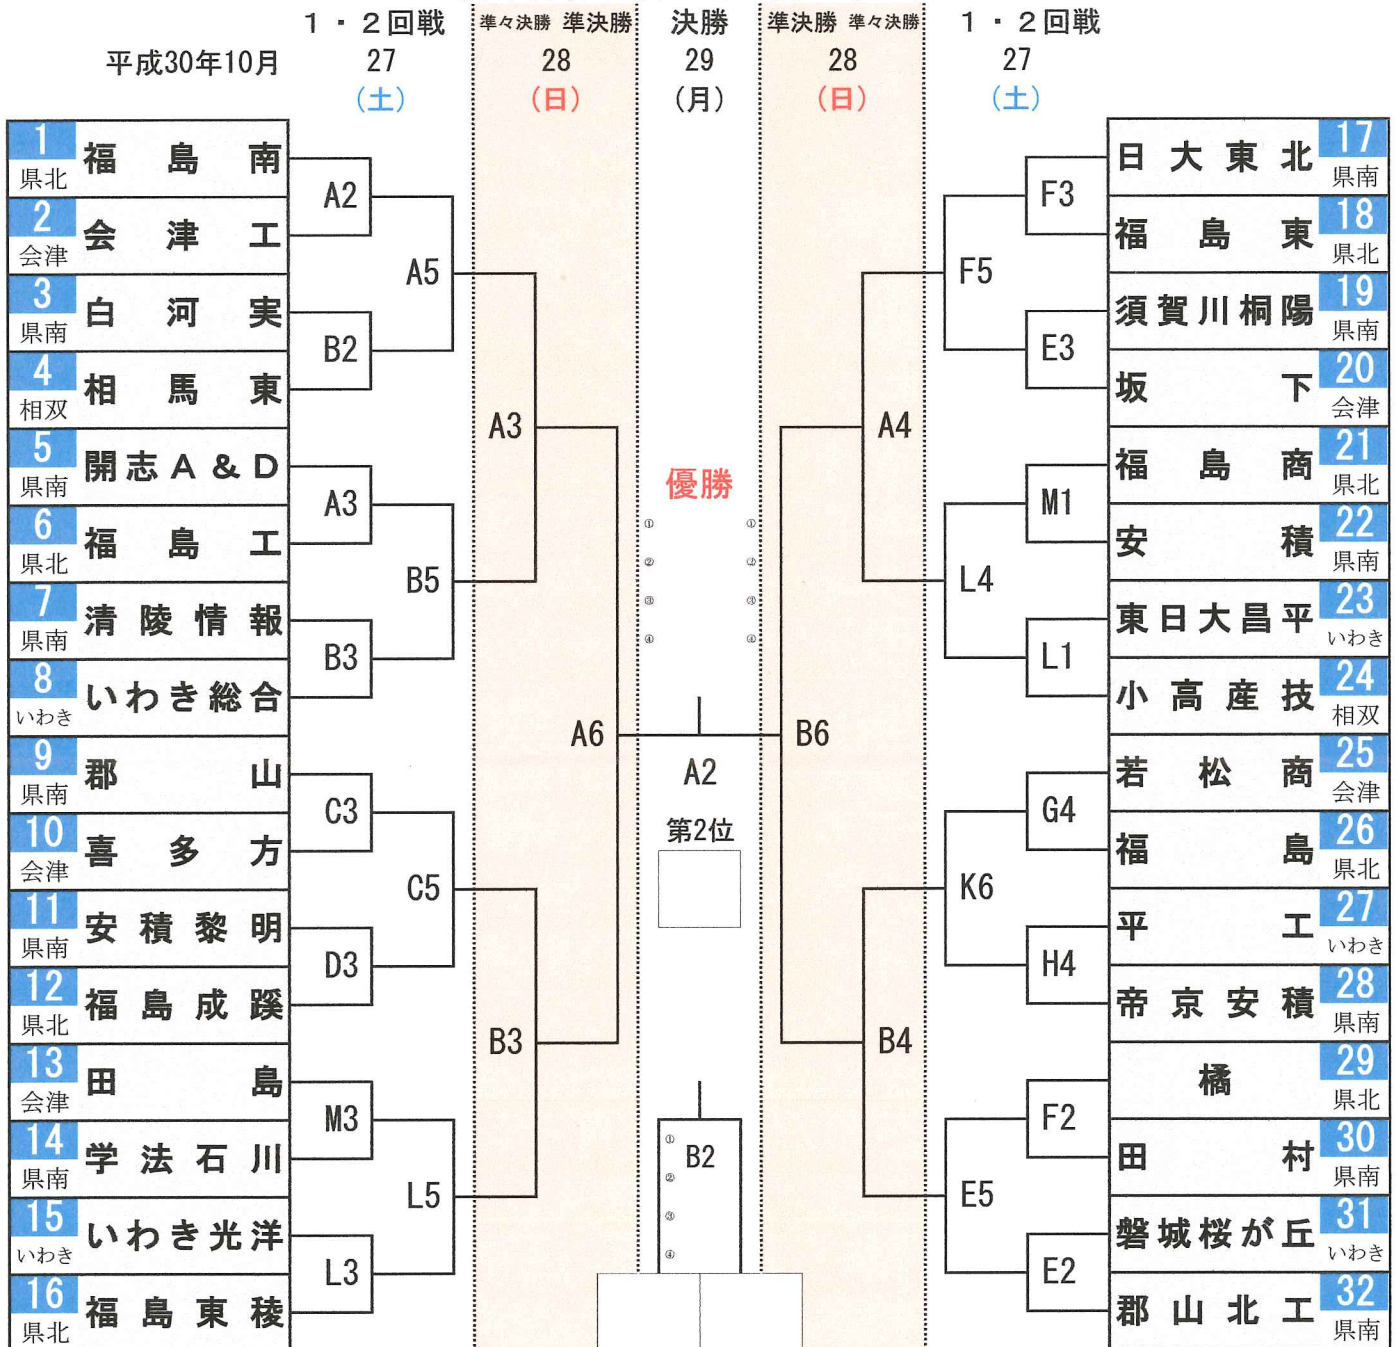 1・2回戦 準々決勝 準決勝 決勝 準決勝 準々決勝 1・2回戦
平成30年10月 27 28 29 28 27
(土) (日) (月) (日) (土)
1 県北 福島南
2 会津 会津工
3 県南 白河実
4 相双 相馬東
5 県南 開志A&D
6 県北 福島工
7 県南 清陵情報
8 いわき いわき総合
9 県南 郡山
10 会津 喜多方
11 県南 安積黎明
12 県北 福島成蹊
13 会津 田島
14 県南 学法石川
15 いわき いわき光洋
16 県北 福島東稜
A2
B2
A3
B3
C3
D3
M3
L3
A5
B5
C5
L5
A3
B3
A6
優勝
① ①
② ②
③ ③
④ ④
A2
第2位
B2
①
②
③
④
B6
A4
B4
F5
L4
K6
E5
F3
E3
M1
L1
G4
H4
F2
E2
日大東北 17 県南
福島東 18 県北
須賀川桐陽 19 県南
坂下 20 会津
福島商 21 県北
安積 22 県南
東日大昌平 23 いわき
小高産技 24 相双
若松商 25 会津
福島 26 県北
平工 27 いわき
帝京安積 28 県南
橘 29 県北
田村 30 県南
磐城桜が丘 31 いわき
郡山北工 32 県南